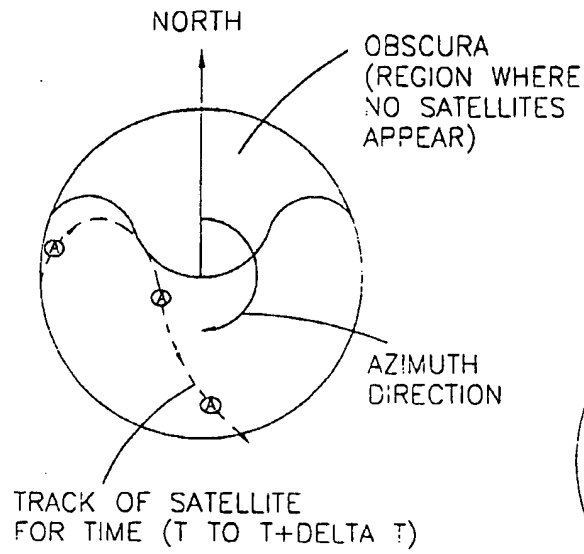 NORTH
OBSCURA
(REGION WHERE
NO SATELLITES
APPEAR)
A
A
A
AZIMUTH
DIRECTION
TRACK OF SATELLITE
FOR TIME (T TO T+DELTA T)